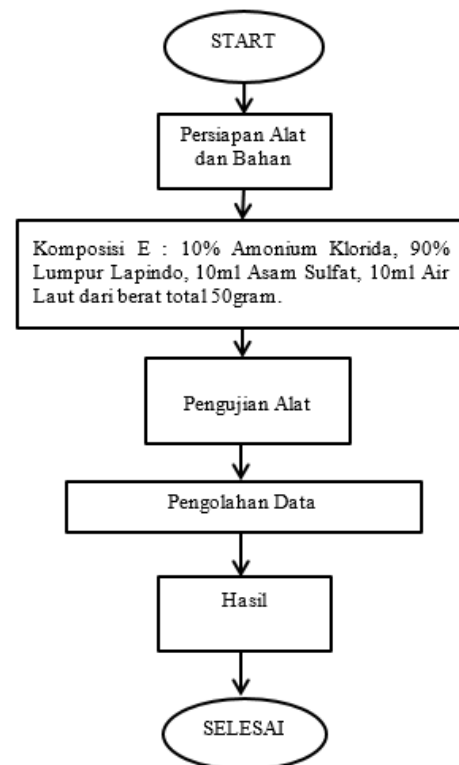 START
Persiapan Alat
dan Bahan
Komposisi E : 10% Amonium Klorida, 90%
Lumpur Lapindo, 10ml Asam Sulfat, 10ml Air
Laut dari berat total 50gram.
Pengujian Alat
Pengolahan Data
Hasil
SELESAI